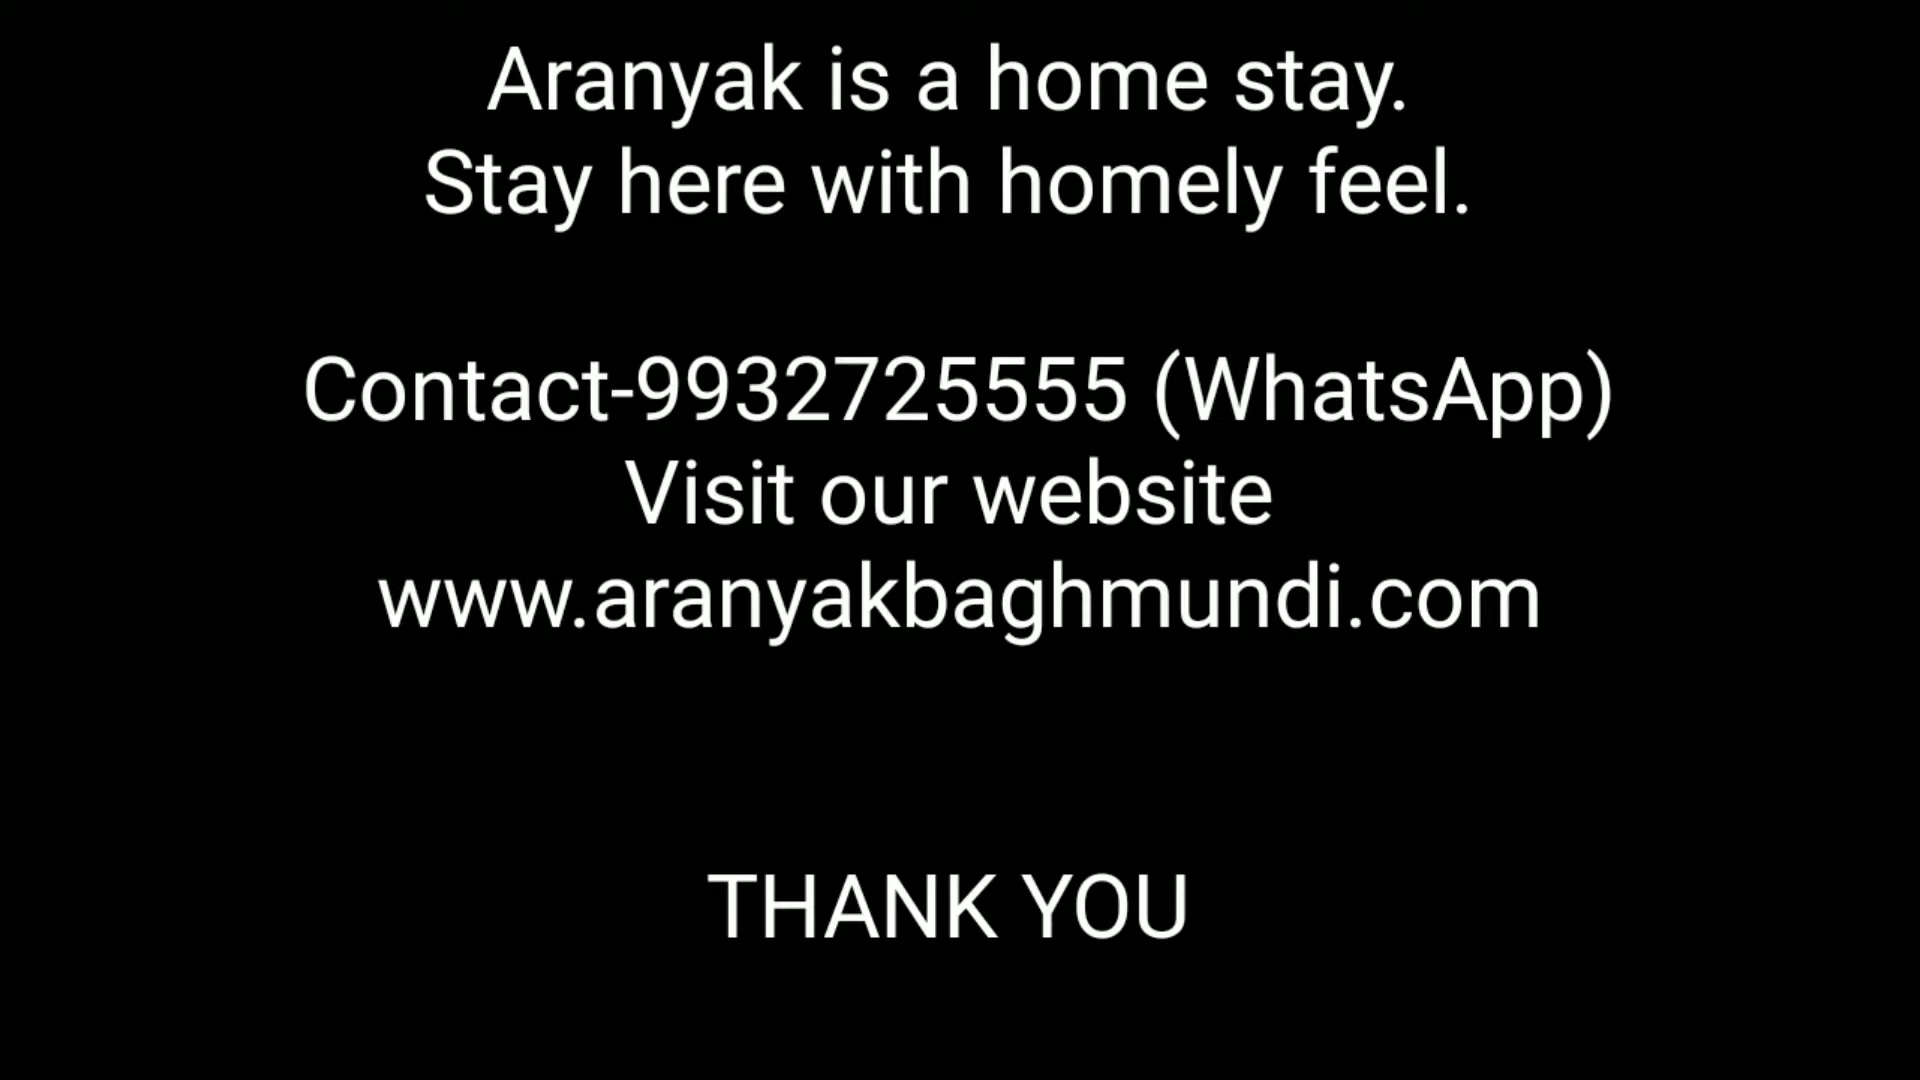 Aranyak is a home stay.
Stay here with homely feel.
Contact-9932725555 (WhatsApp)
Visit our website
www.aranyakbaghmundi.com
THANK YOU